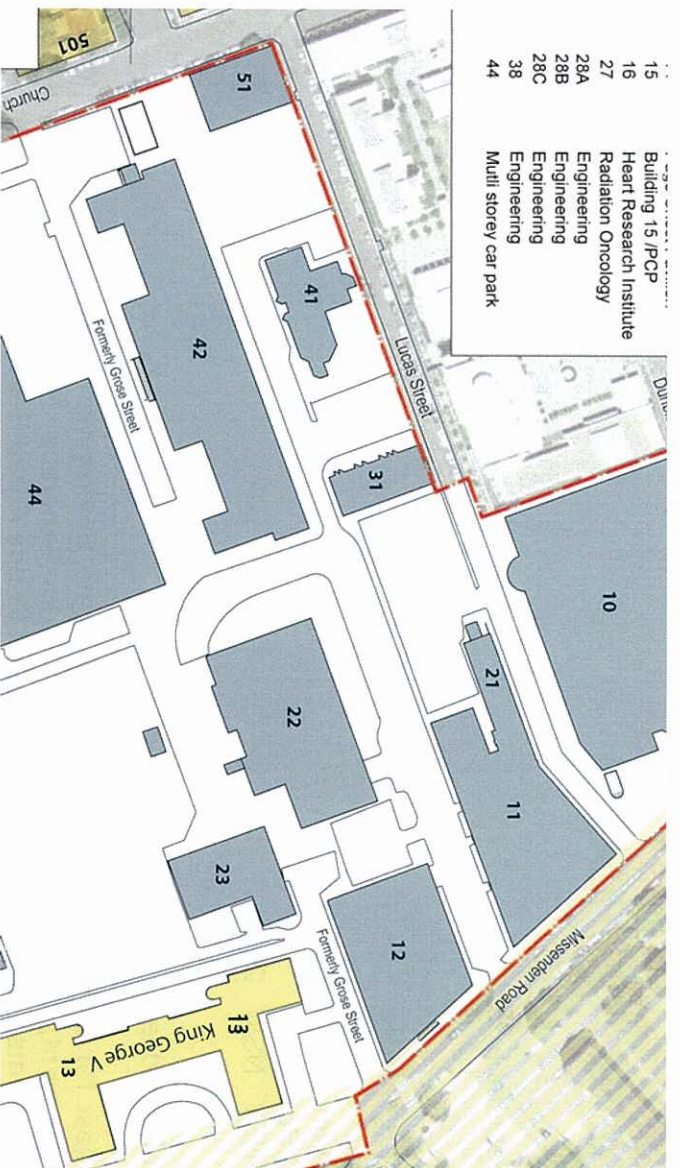 15 Building 15 /PCP
16 Heart Research Institute
27 Radiation Oncology
28A Engineering
28B Engineering
28C Engineering
38 Engineering
44 Mutli storey car park
501
Church
51
41
42
Formerly Grose Street
44
Lucas Street
31
10
21
11
22
23
12
Missenden Road
Formerly Grose Street
13
King George V
13